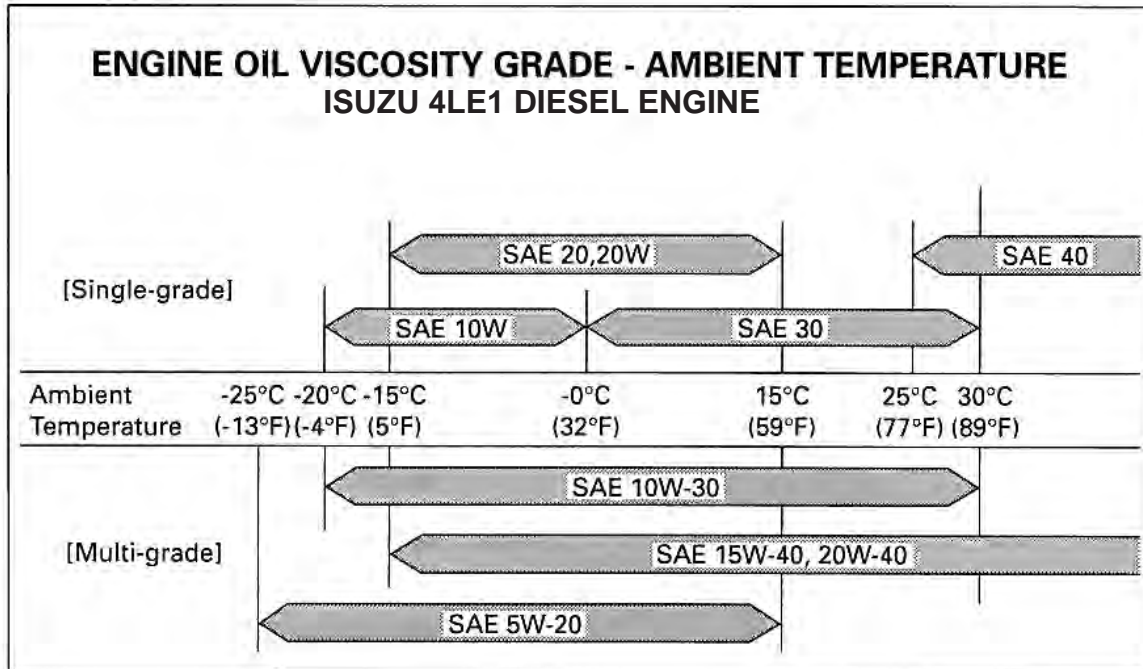 ENGINE OIL VISCOSITY GRADE - AMBIENT TEMPERATURE
ISUZU 4LE1 DIESEL ENGINE
SAE 20,20W
SAE 40
[Single-grade]
SAE 10W
SAE 30
Ambient -25°C -20°C -15°C -0°C 15°C 25°C 30°C
Temperature (-13°F) (-4°F) (5°F) (32°F) (59°F) (77°F) (89°F)
SAE 10W-30
[Multi-grade]
SAE 15W-40, 20W-40
SAE 5W-20